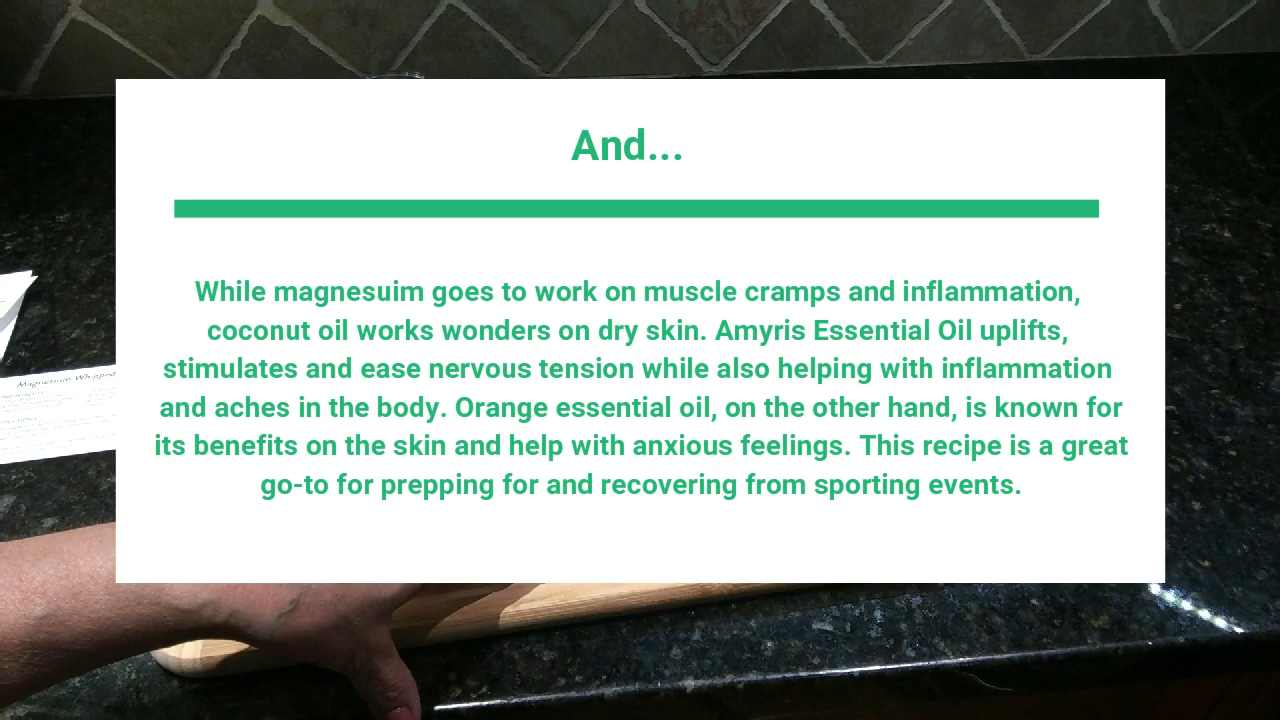 And...
While magnesuim goes to work on muscle cramps and inflammation,
coconut oil works wonders on dry skin. Amyris Essential Oil uplifts,
stimulates and ease nervous tension while also helping with inflammation
and aches in the body. Orange essential oil, on the other hand, is known for
its benefits on the skin and help with anxious feelings. This recipe is a great
go-to for prepping for and recovering from sporting events.
Magnesium Whipped